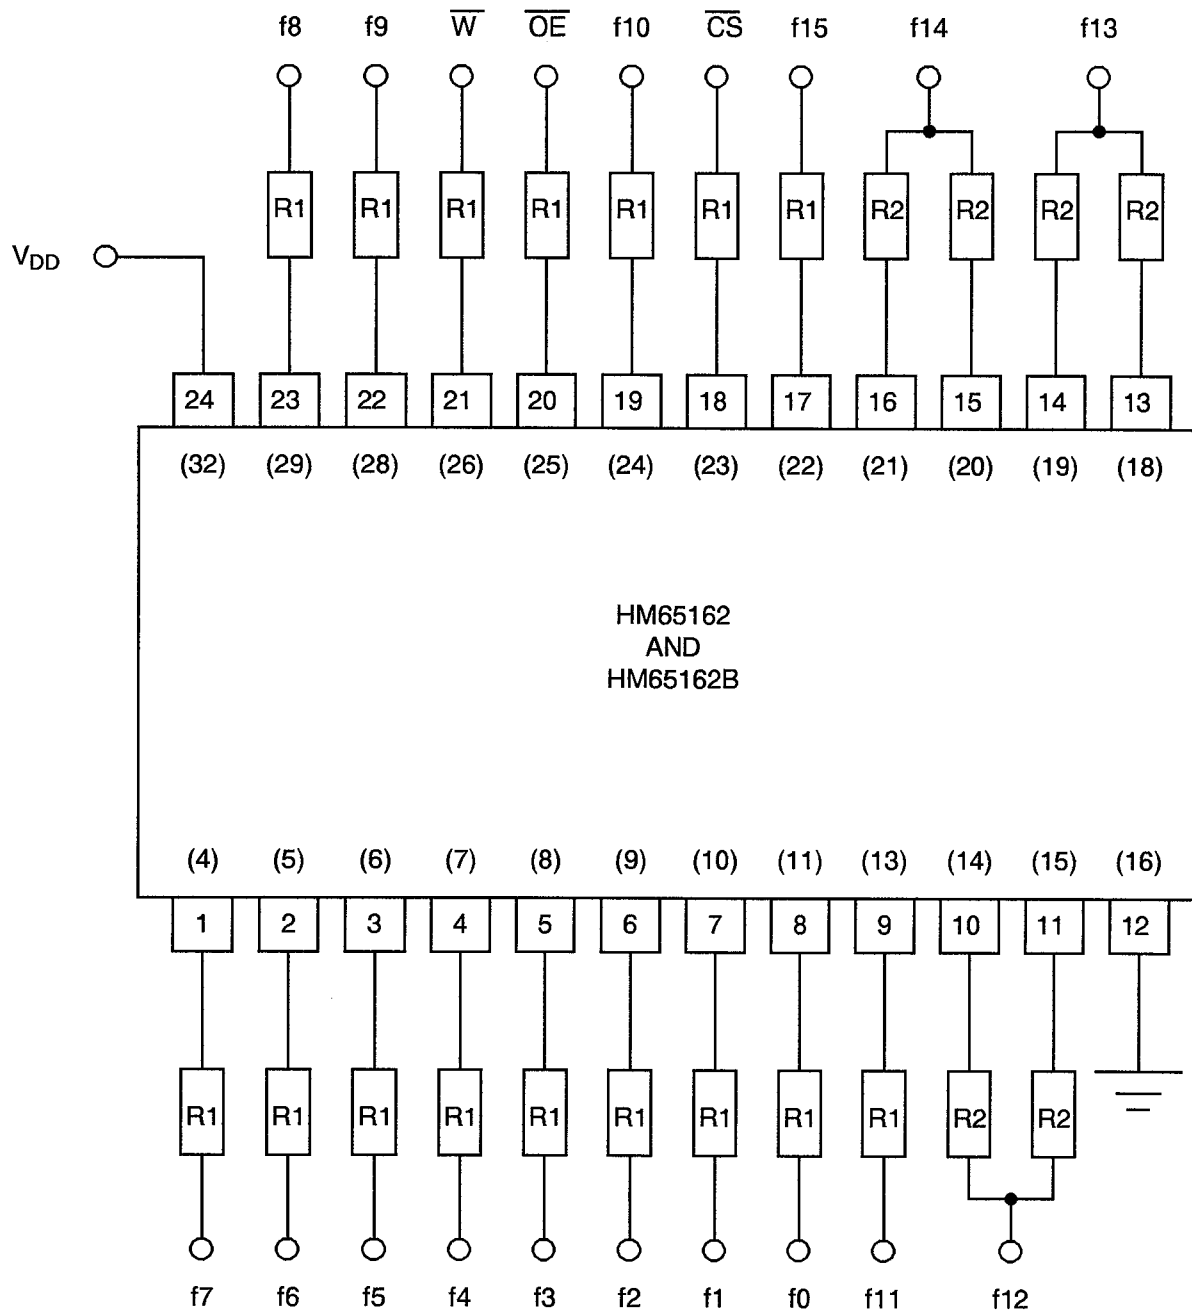 f8 f9 W OE f10 CS f15 f14 f13
R1 R1 R1 R1 R1 R1 R1 R2 R2 R2 R2
VDD
24 23 22 21 20 19 18 17 16 15 14 13
(32) (29) (28) (26) (25) (24) (23) (22) (21) (20) (19) (18)
HM65162
AND
HM65162B
(4) (5) (6) (7) (8) (9) (10) (11) (13) (14) (15) (16)
1 2 3 4 5 6 7 8 9 10 11 12
R1 R1 R1 R1 R1 R1 R1 R1 R1 R2 R2
f7 f6 f5 f4 f3 f2 f1 f0 f11 f12